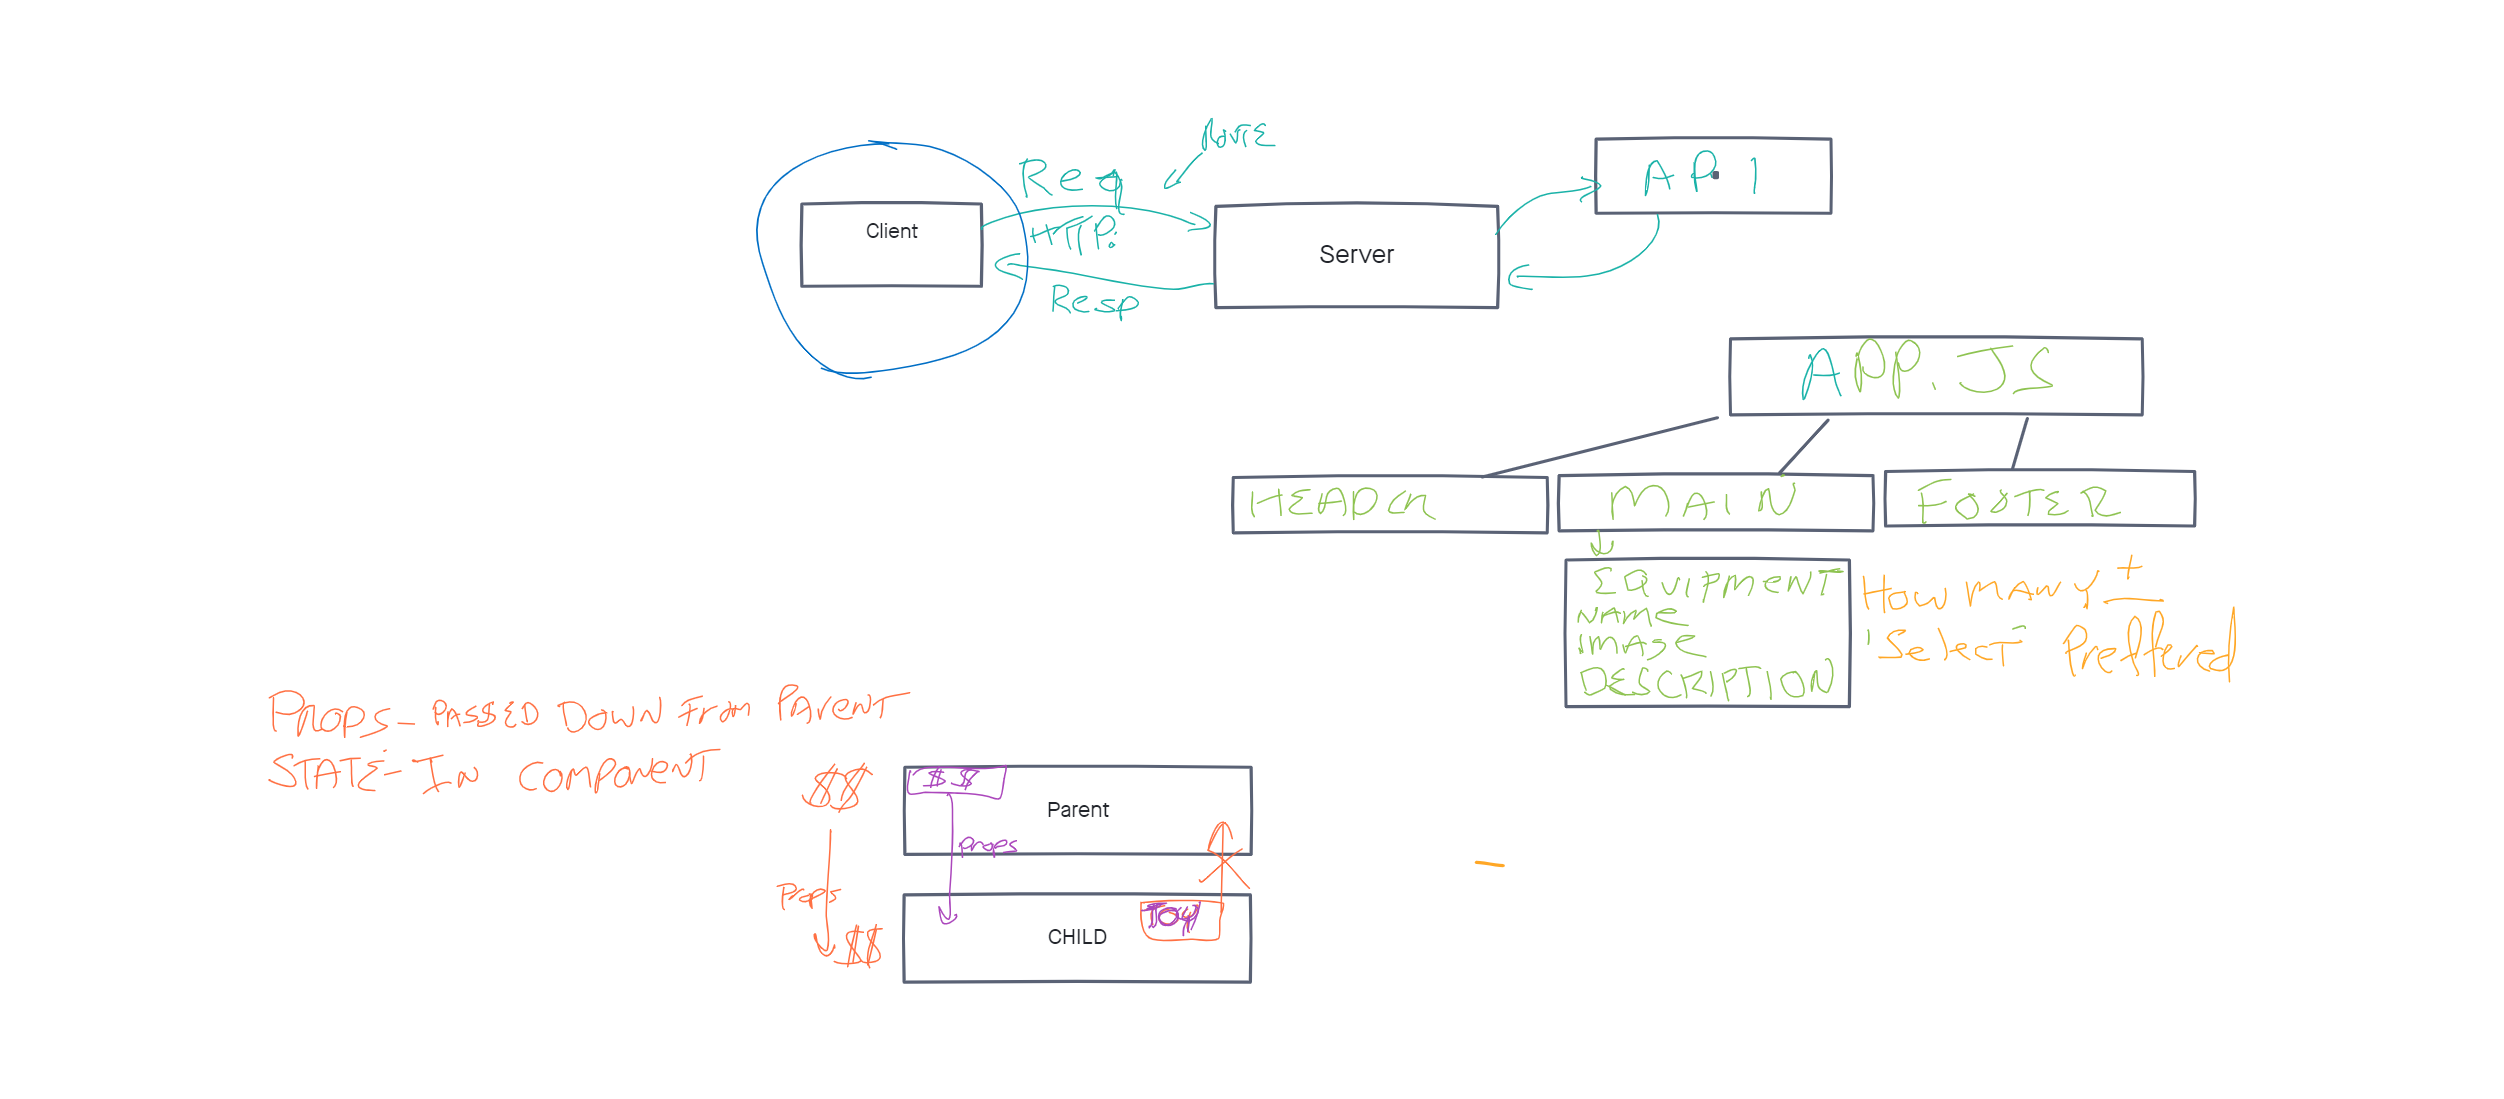 Route
Req
API
Client
HTTP:
Server
Resp
APP.JS
HEADER
MAIN
FOOTER
EQUIPMENT
NAME
IMAGE
DESCRIPTION
How many +
'Select Preffered
PROPS - PASSED DOWN from Parent
STATE - In component
$$
$$
Parent
props
Props
TOY
CHILD
$$